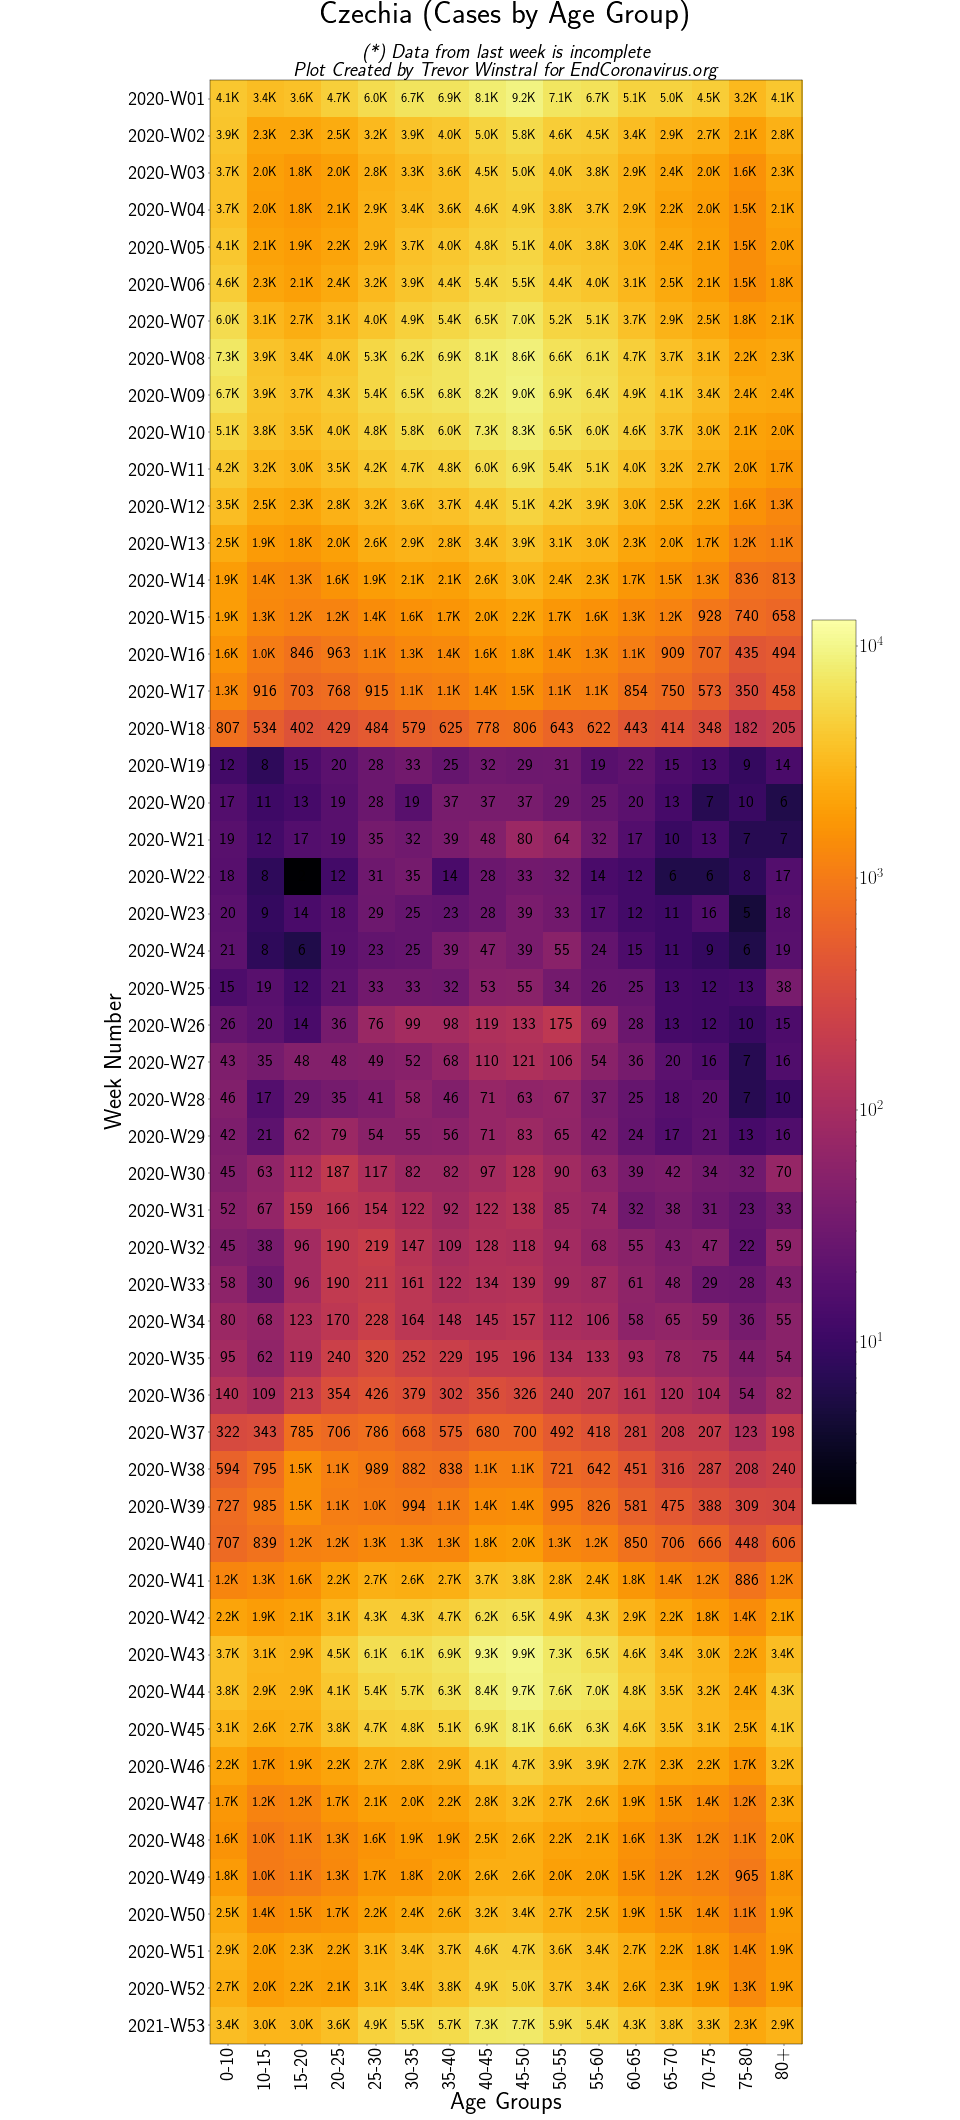 Czechia (Cases by Age Group)
(*) Data from last week is incomplete
Plot Created by Trevor Winstral for EndCoronavirus.org
2020-W01 4.1K 3.4K 3.6K 4.7K 6.0K 6.7K 6.9K 8.1K 9.2K 7.1K 6.7K 5.1K 5.0K 4.5K 3.2K 4.1K
2020-W02 3.9K 2.3K 2.3K 2.5K 3.2K 3.9K 4.0K 5.0K 5.8K 4.6K 4.5K 3.4K 2.9K 2.7K 2.1K 2.8K
2020-W03 3.7K 2.0K 1.8K 2.0K 2.8K 3.3K 3.6K 4.5K 5.0K 4.0K 3.8K 2.9K 2.4K 2.0K 1.6K 2.3K
2020-W04 3.7K 2.0K 1.8K 2.1K 2.9K 3.4K 3.6K 4.6K 4.9K 3.8K 3.7K 2.9K 2.2K 2.0K 1.5K 2.1K
2020-W05 4.1K 2.1K 1.9K 2.2K 2.9K 3.7K 4.0K 4.8K 5.1K 4.0K 3.8K 3.0K 2.4K 2.1K 1.5K 2.0K
2020-W06 4.6K 2.3K 2.1K 2.4K 3.2K 3.9K 4.4K 5.4K 5.5K 4.4K 4.0K 3.1K 2.5K 2.1K 1.5K 1.8K
2020-W07 6.0K 3.1K 2.7K 3.1K 4.0K 4.9K 5.4K 6.5K 7.0K 5.2K 5.1K 3.7K 2.9K 2.5K 1.8K 2.1K
2020-W08 7.3K 3.9K 3.4K 4.0K 5.3K 6.2K 6.9K 8.1K 8.6K 6.6K 6.1K 4.7K 3.7K 3.1K 2.2K 2.3K
2020-W09 6.7K 3.9K 3.7K 4.3K 5.4K 6.5K 6.8K 8.2K 9.0K 6.9K 6.4K 4.9K 4.1K 3.4K 2.4K 2.4K
2020-W10 5.1K 3.8K 3.5K 4.0K 4.8K 5.8K 6.0K 7.3K 8.3K 6.5K 6.0K 4.6K 3.7K 3.0K 2.1K 2.0K
2020-W11 4.2K 3.2K 3.0K 3.5K 4.2K 4.7K 4.8K 6.0K 6.9K 5.4K 5.1K 4.0K 3.2K 2.7K 2.0K 1.7K
2020-W12 3.5K 2.5K 2.3K 2.8K 3.2K 3.6K 3.7K 4.4K 5.1K 4.2K 3.9K 3.0K 2.5K 2.2K 1.6K 1.3K
2020-W13 2.5K 1.9K 1.8K 2.0K 2.6K 2.9K 2.8K 3.4K 3.9K 3.1K 3.0K 2.3K 2.0K 1.7K 1.2K 1.1K
2020-W14 1.9K 1.4K 1.3K 1.6K 1.9K 2.1K 2.1K 2.6K 3.0K 2.4K 2.3K 1.7K 1.5K 1.3K 836 813
2020-W15 1.9K 1.3K 1.2K 1.2K 1.4K 1.6K 1.7K 2.0K 2.2K 1.7K 1.6K 1.3K 1.2K 928 740 658
2020-W16 1.6K 1.0K 846 963 1.1K 1.3K 1.4K 1.6K 1.8K 1.4K 1.3K 1.1K 909 707 435 494
2020-W17 1.3K 916 703 768 915 1.1K 1.1K 1.4K 1.5K 1.1K 1.1K 854 750 573 350 458
2020-W18 807 534 402 429 484 579 625 778 806 643 622 443 414 348 182 205
2020-W19 12 8 15 20 28 33 25 32 29 31 19 22 15 13 9 14
2020-W20 17 11 13 19 28 19 37 37 37 29 25 20 13 7 10 6
2020-W21 19 12 17 19 35 32 39 48 80 64 32 17 10 13 7 7
2020-W22 18 8 12 31 35 14 28 33 32 14 12 6 6 8 17
2020-W23 20 9 14 18 29 25 23 28 39 33 17 12 11 16 5 18
2020-W24 21 8 6 19 23 25 39 47 39 55 24 15 11 9 6 19
2020-W25 15 19 12 21 33 33 32 53 55 34 26 25 13 12 13 38
2020-W26 26 20 14 36 76 99 98 119 133 175 69 28 13 12 10 15
2020-W27 43 35 48 48 49 52 68 110 121 106 54 36 20 16 7 16
2020-W28 46 17 29 35 41 58 46 71 63 67 37 25 18 20 7 10
2020-W29 42 21 62 79 54 55 56 71 83 65 42 24 17 21 13 16
2020-W30 45 63 112 187 117 82 82 97 128 90 63 39 42 34 32 70
2020-W31 52 67 159 166 154 122 92 122 138 85 74 32 38 31 23 33
2020-W32 45 38 96 190 219 147 109 128 118 94 68 55 43 47 22 59
2020-W33 58 30 96 190 211 161 122 134 139 99 87 61 48 29 28 43
2020-W34 80 68 123 170 228 164 148 145 157 112 106 58 65 59 36 55
2020-W35 95 62 119 240 320 252 229 195 196 134 133 93 78 75 44 54
2020-W36 140 109 213 354 426 379 302 356 326 240 207 161 120 104 54 82
2020-W37 322 343 785 706 786 668 575 680 700 492 418 281 208 207 123 198
2020-W38 594 795 1.5K 1.1K 989 882 838 1.1K 1.1K 721 642 451 316 287 208 240
2020-W39 727 985 1.5K 1.1K 1.0K 994 1.1K 1.4K 1.4K 995 826 581 475 388 309 304
2020-W40 707 839 1.2K 1.2K 1.3K 1.3K 1.3K 1.8K 2.0K 1.3K 1.2K 850 706 666 448 606
2020-W41 1.2K 1.3K 1.6K 2.2K 2.7K 2.6K 2.7K 3.7K 3.8K 2.8K 2.4K 1.8K 1.4K 1.2K 886 1.2K
2020-W42 2.2K 1.9K 2.1K 3.1K 4.3K 4.3K 4.7K 6.2K 6.5K 4.9K 4.3K 2.9K 2.2K 1.8K 1.4K 2.1K
2020-W43 3.7K 3.1K 2.9K 4.5K 6.1K 6.1K 6.9K 9.3K 9.9K 7.3K 6.5K 4.6K 3.4K 3.0K 2.2K 3.4K
2020-W44 3.8K 2.9K 2.9K 4.1K 5.4K 5.7K 6.3K 8.4K 9.7K 7.6K 7.0K 4.8K 3.5K 3.2K 2.4K 4.3K
2020-W45 3.1K 2.6K 2.7K 3.8K 4.7K 4.8K 5.1K 6.9K 8.1K 6.6K 6.3K 4.6K 3.5K 3.1K 2.5K 4.1K
2020-W46 2.2K 1.7K 1.9K 2.2K 2.7K 2.8K 2.9K 4.1K 4.7K 3.9K 3.9K 2.7K 2.3K 2.2K 1.7K 3.2K
2020-W47 1.7K 1.2K 1.2K 1.7K 2.1K 2.0K 2.2K 2.8K 3.2K 2.7K 2.6K 1.9K 1.5K 1.4K 1.2K 2.3K
2020-W48 1.6K 1.0K 1.1K 1.3K 1.6K 1.9K 1.9K 2.5K 2.6K 2.2K 2.1K 1.6K 1.3K 1.2K 1.1K 2.0K
2020-W49 1.8K 1.0K 1.1K 1.3K 1.7K 1.8K 2.0K 2.6K 2.6K 2.0K 2.0K 1.5K 1.2K 1.2K 965 1.8K
2020-W50 2.5K 1.4K 1.5K 1.7K 2.2K 2.4K 2.6K 3.2K 3.4K 2.7K 2.5K 1.9K 1.5K 1.4K 1.1K 1.9K
2020-W51 2.9K 2.0K 2.3K 2.2K 3.1K 3.4K 3.7K 4.6K 4.7K 3.6K 3.4K 2.7K 2.2K 1.8K 1.4K 1.9K
2020-W52 2.7K 2.0K 2.2K 2.1K 3.1K 3.4K 3.8K 4.9K 5.0K 3.7K 3.4K 2.6K 2.3K 1.9K 1.3K 1.9K
2021-W53 3.4K 3.0K 3.0K 3.6K 4.9K 5.5K 5.7K 7.3K 7.7K 5.9K 5.4K 4.3K 3.8K 3.3K 2.3K 2.9K
0-10 10-15 15-20 20-25 25-30 30-35 35-40 40-45 45-50 50-55 55-60 60-65 65-70 70-75 75-80 80+
Age Groups
Week Number
10⁴
10³
10²
10¹